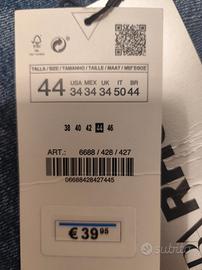 TALLA / SIZE / TAMANHO / TAILLE / MAAT /
44
USA MEX UK IT BR
34 34 34 50 44
38 40 42 44 46
ART.: 6688 / 428 / 427
06688428427445
€ 39,95
subito